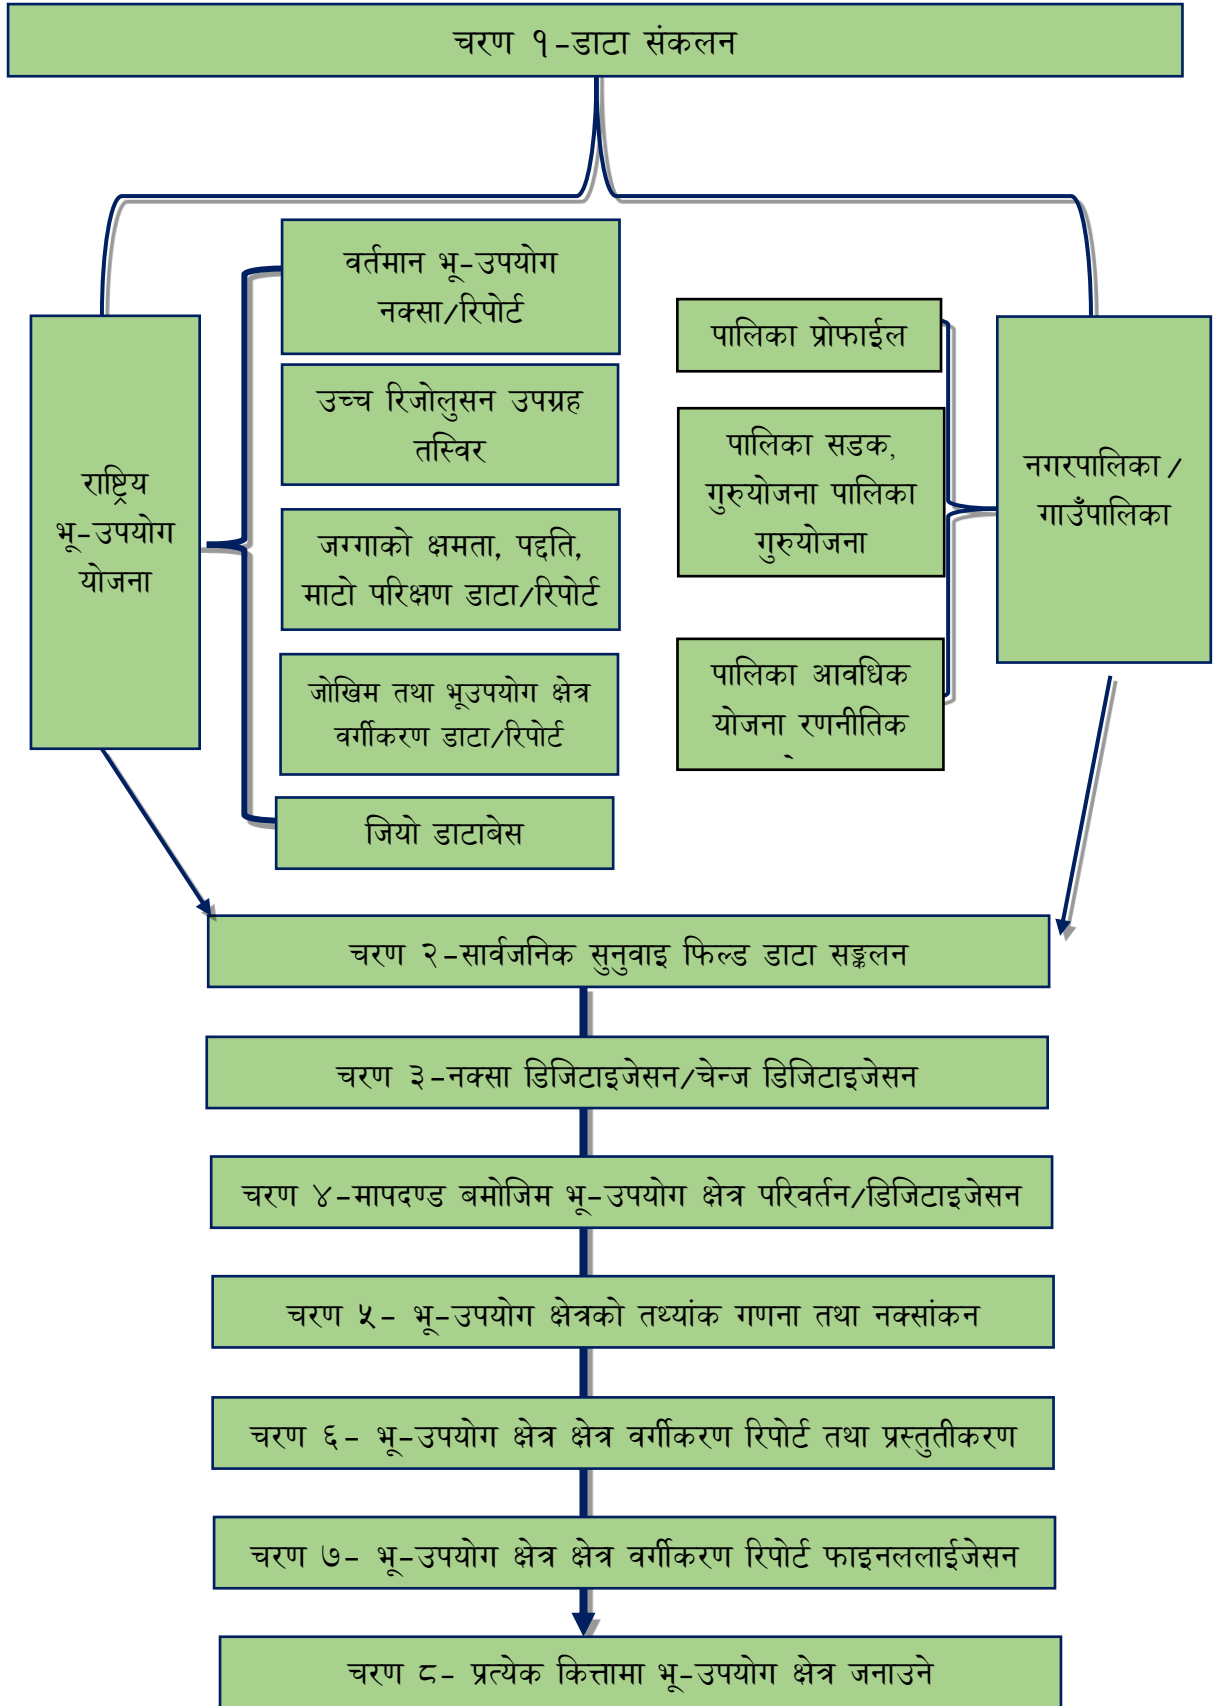 चरण १-डाटा संकलन
राष्ट्रिय
भू-उपयोग
योजना
वर्तमान भू-उपयोग
नक्सा/रिपोर्ट
उच्च रिजोलुसन उपग्रह
तस्विर
जग्गाको क्षमता, पद्दति,
माटो परिक्षण डाटा/रिपोर्ट
जोखिम तथा भूउपयोग क्षेत्र
वर्गीकरण डाटा/रिपोर्ट
जियो डाटाबेस
पालिका प्रोफाईल
पालिका सडक,
गुरुयोजना पालिका
गुरुयोजना
पालिका आवधिक
योजना रणनीतिक
नगरपालिका/
गाउँपालिका
चरण २-सार्वजनिक सुनुवाइ फिल्ड डाटा सङ्कलन
चरण ३-नक्सा डिजिटाइजेसन/चेन्ज डिजिटाइजेसन
चरण ४-मापदण्ड बमोजिम भू-उपयोग क्षेत्र परिवर्तन/डिजिटाइजेसन
चरण ५- भू-उपयोग क्षेत्रको तथ्यांक गणना तथा नक्सांकन
चरण ६- भू-उपयोग क्षेत्र क्षेत्र वर्गीकरण रिपोर्ट तथा प्रस्तुतीकरण
चरण ७- भू-उपयोग क्षेत्र क्षेत्र वर्गीकरण रिपोर्ट फाइनललाईजेसन
चरण ८- प्रत्येक कित्तामा भू-उपयोग क्षेत्र जनाउने